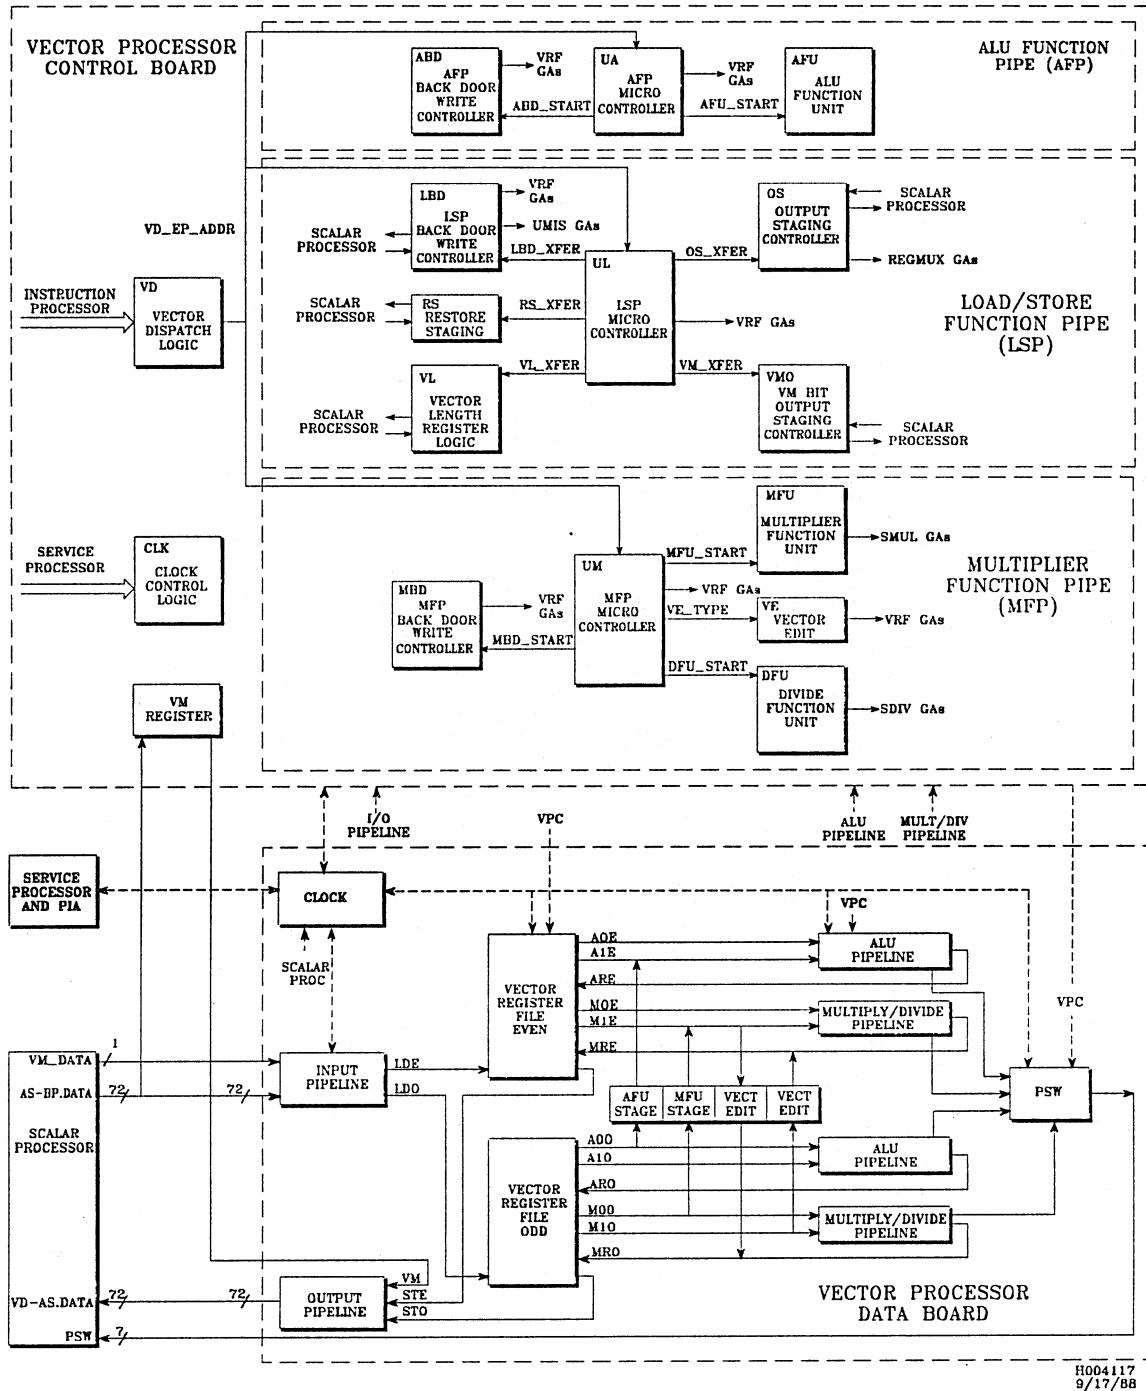 VECTOR PROCESSOR
CONTROL BOARD
ALU FUNCTION
PIPE (AFP)
ABD
AFP
BACK DOOR
WRITE
CONTROLLER
VRF
GAs
ABD_START
UA
AFP
MICRO
CONTROLLER
VRF
GAs
AFU_START
AFU
ALU
FUNCTION
UNIT
VD_EP_ADDR
INSTRUCTION
PROCESSOR
VD
VECTOR
DISPATCH
LOGIC
LBD
LSP
BACK DOOR
WRITE
CONTROLLER
VRF
GAs
UMIS GAs
SCALAR
PROCESSOR
LBD_XFER
UL
LSP
MICRO
CONTROLLER
OS_XFER
OS
OUTPUT
STAGING
CONTROLLER
SCALAR
PROCESSOR
REGMUX GAs
SCALAR
PROCESSOR
RS
RESTORE
STAGING
RS_XFER
VRF GAs
LOAD/STORE
FUNCTION PIPE
(LSP)
VL_XFER
VM_XFER
VL
VECTOR
LENGTH
REGISTER
LOGIC
SCALAR
PROCESSOR
VMO
VM BIT
OUTPUT
STAGING
CONTROLLER
SCALAR
PROCESSOR
SERVICE
PROCESSOR
CLK
CLOCK
CONTROL
LOGIC
MBD
MFP
BACK DOOR
WRITE
CONTROLLER
VRF
GAs
MBD_START
UM
MFP
MICRO
CONTROLLER
MFU_START
MFU
MULTIPLIER
FUNCTION
UNIT
SMUL GAs
VRF GAs
VE_TYPE
VE
VECTOR
EDIT
VRF GAs
DFU_START
DFU
DIVIDE
FUNCTION
UNIT
SDIV GAs
MULTIPLIER
FUNCTION PIPE
(MFP)
VM
REGISTER
I/O
PIPELINE
VPC
ALU
PIPELINE
MULT/DIV
PIPELINE
SERVICE
PROCESSOR
AND PIA
CLOCK
SCALAR
PROC
VPC
VECTOR
REGISTER
FILE
EVEN
A0E
A1E
ARE
M0E
M1E
MRE
ALU
PIPELINE
MULTIPLY/DIVIDE
PIPELINE
VPC
VM_DATA
1
AS-BP.DATA
72
72
SCALAR
PROCESSOR
INPUT
PIPELINE
LDE
LDO
AFU
STAGE
MFU
STAGE
VECT
EDIT
VECT
EDIT
PSW
VECTOR
REGISTER
FILE
ODD
A0O
A1O
ARO
M0O
M1O
MRO
ALU
PIPELINE
MULTIPLY/DIVIDE
PIPELINE
VD-AS.DATA
72
72
OUTPUT
PIPELINE
VM
STE
STO
PSW
7
VECTOR PROCESSOR
DATA BOARD
H004117
9/17/88